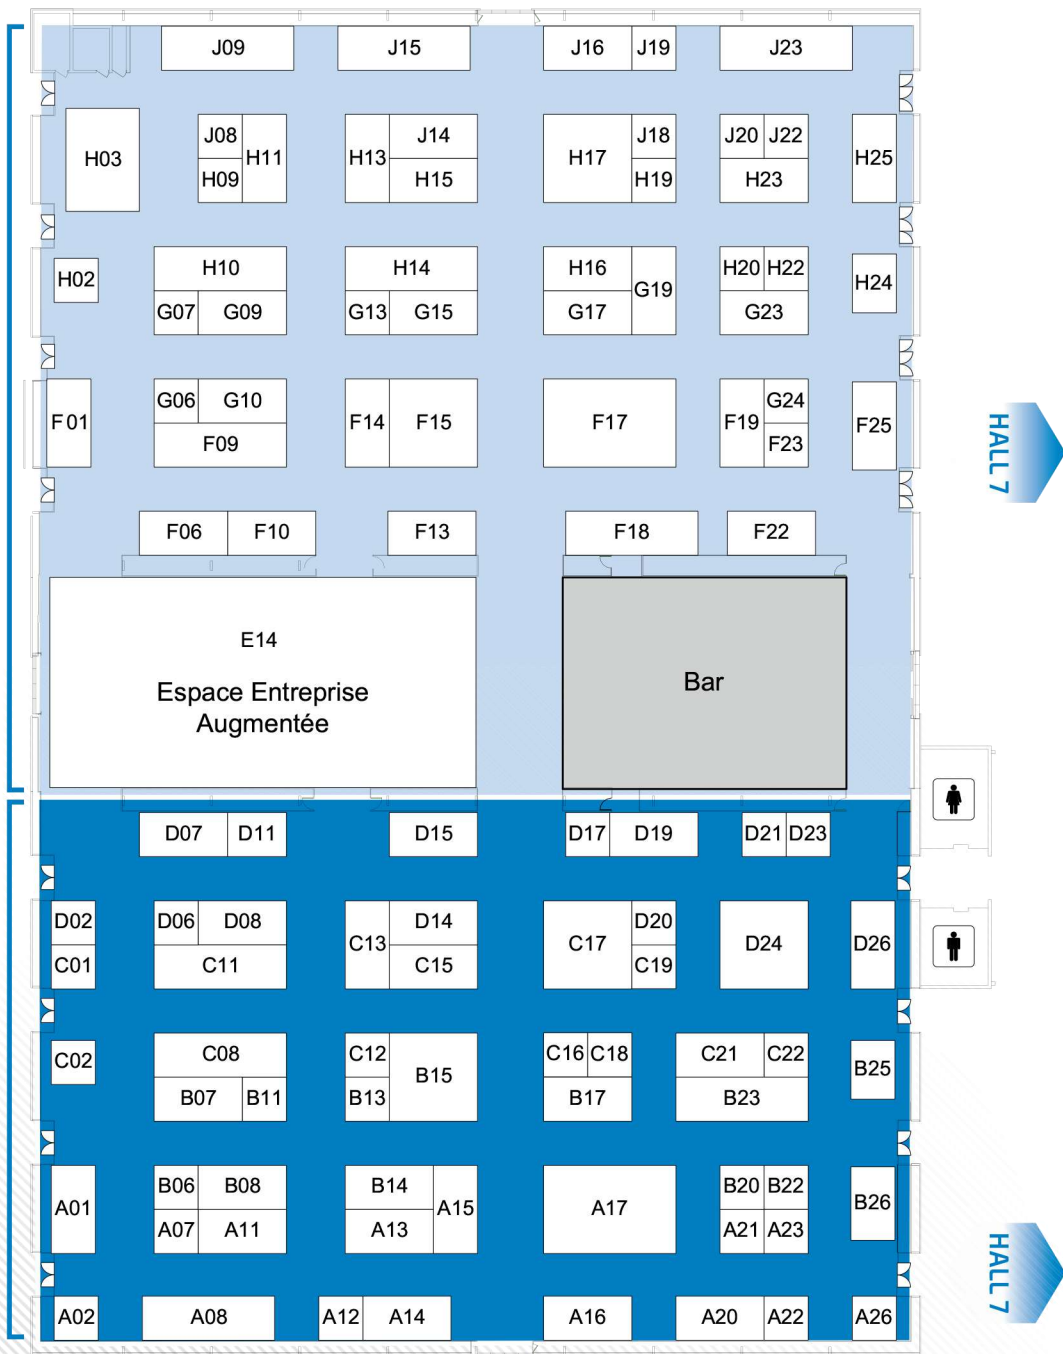 J09 J15 J16 J19 J23
H03 J08 H11 H13 J14 H17 J18 J20 J22 H25
H09 H15 H19 H23
H02 H10 H14 H16 G19 H20 H22 H24
G07 G09 G13 G15 G17 G23
F01 G06 G10 F14 F15 F17 F19 G24 F25
F09 F23
HALL 7
F06 F10 F13 F18 F22
E14
Espace Entreprise
Augmentée
Bar
D07 D11 D15 D17 D19 D21 D23
D02 D06 D08 C13 D14 C17 D20 D24 D26
C01 C11 C15 C19
C02 C08 C12 B15 C16 C18 C21 C22 B25
B07 B11 B13 B17 B23
A01 B06 B08 B14 A15 A17 B20 B22 B26
A07 A11 A13 A21 A23
HALL 7
A02 A08 A12 A14 A16 A20 A22 A26